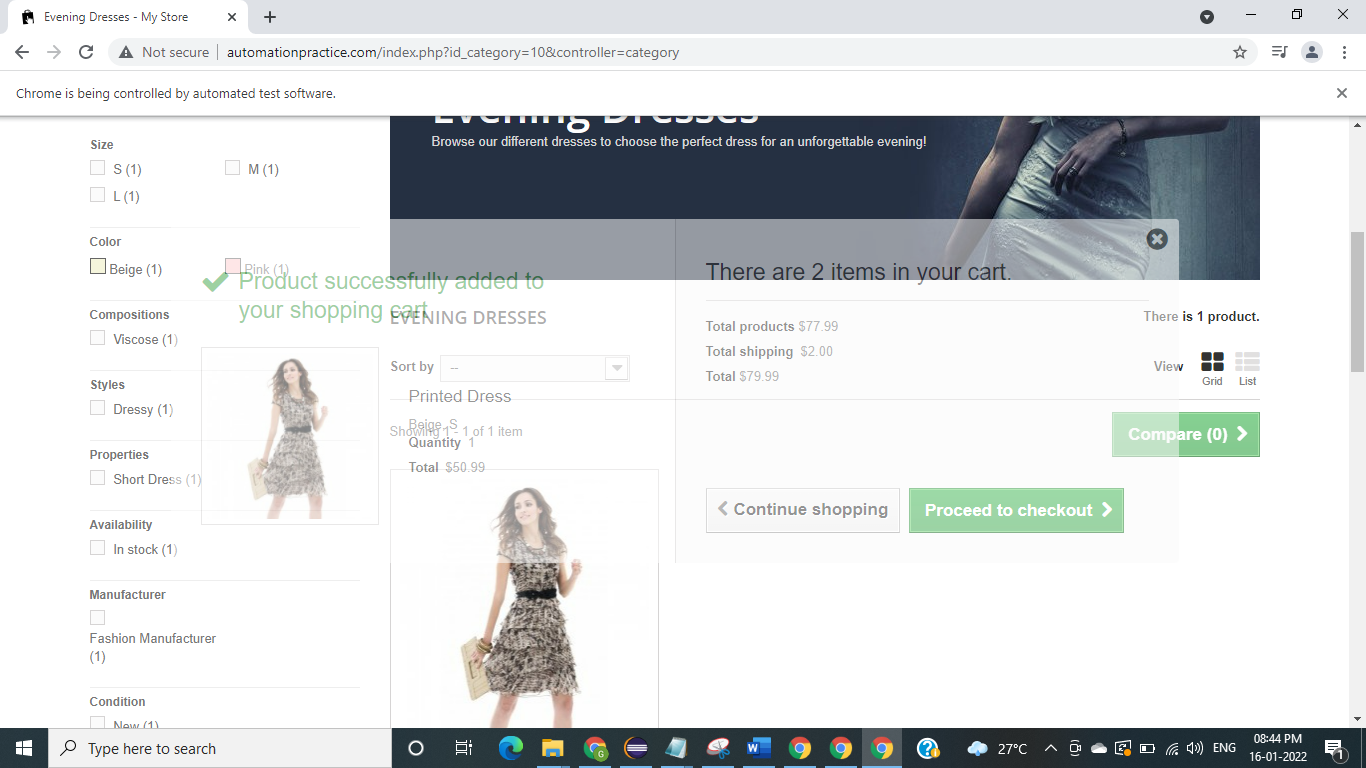 Evening Dresses - My Store
Not secure
automationpractice.com/index.php?id_category=10&controller=category
Chrome is being controlled by automated test software.
Evening Dresses
Browse our different dresses to choose the perfect dress for an unforgettable evening!
Size
S (1)
M (1)
L (1)
Color
Beige (1)
Pink (1)
Compositions
Viscose (1)
Styles
Dressy (1)
Properties
Short Dress (1)
Availability
In stock (1)
Manufacturer
Fashion Manufacturer
(1)
Condition
New (1)
Product successfully added to
your shopping cart
EVENING DRESSES
There is 1 product.
Sort by
--
View
Grid
List
Printed Dress
Beige, S
Showing 1 - 1 of 1 item
Quantity 1
Total $50.99
Compare (0)
There are 2 items in your cart.
Total products $77.99
Total shipping $2.00
Total $79.99
Continue shopping
Proceed to checkout
Type here to search
G
W
27°C
ENG
08:44 PM
16-01-2022
1